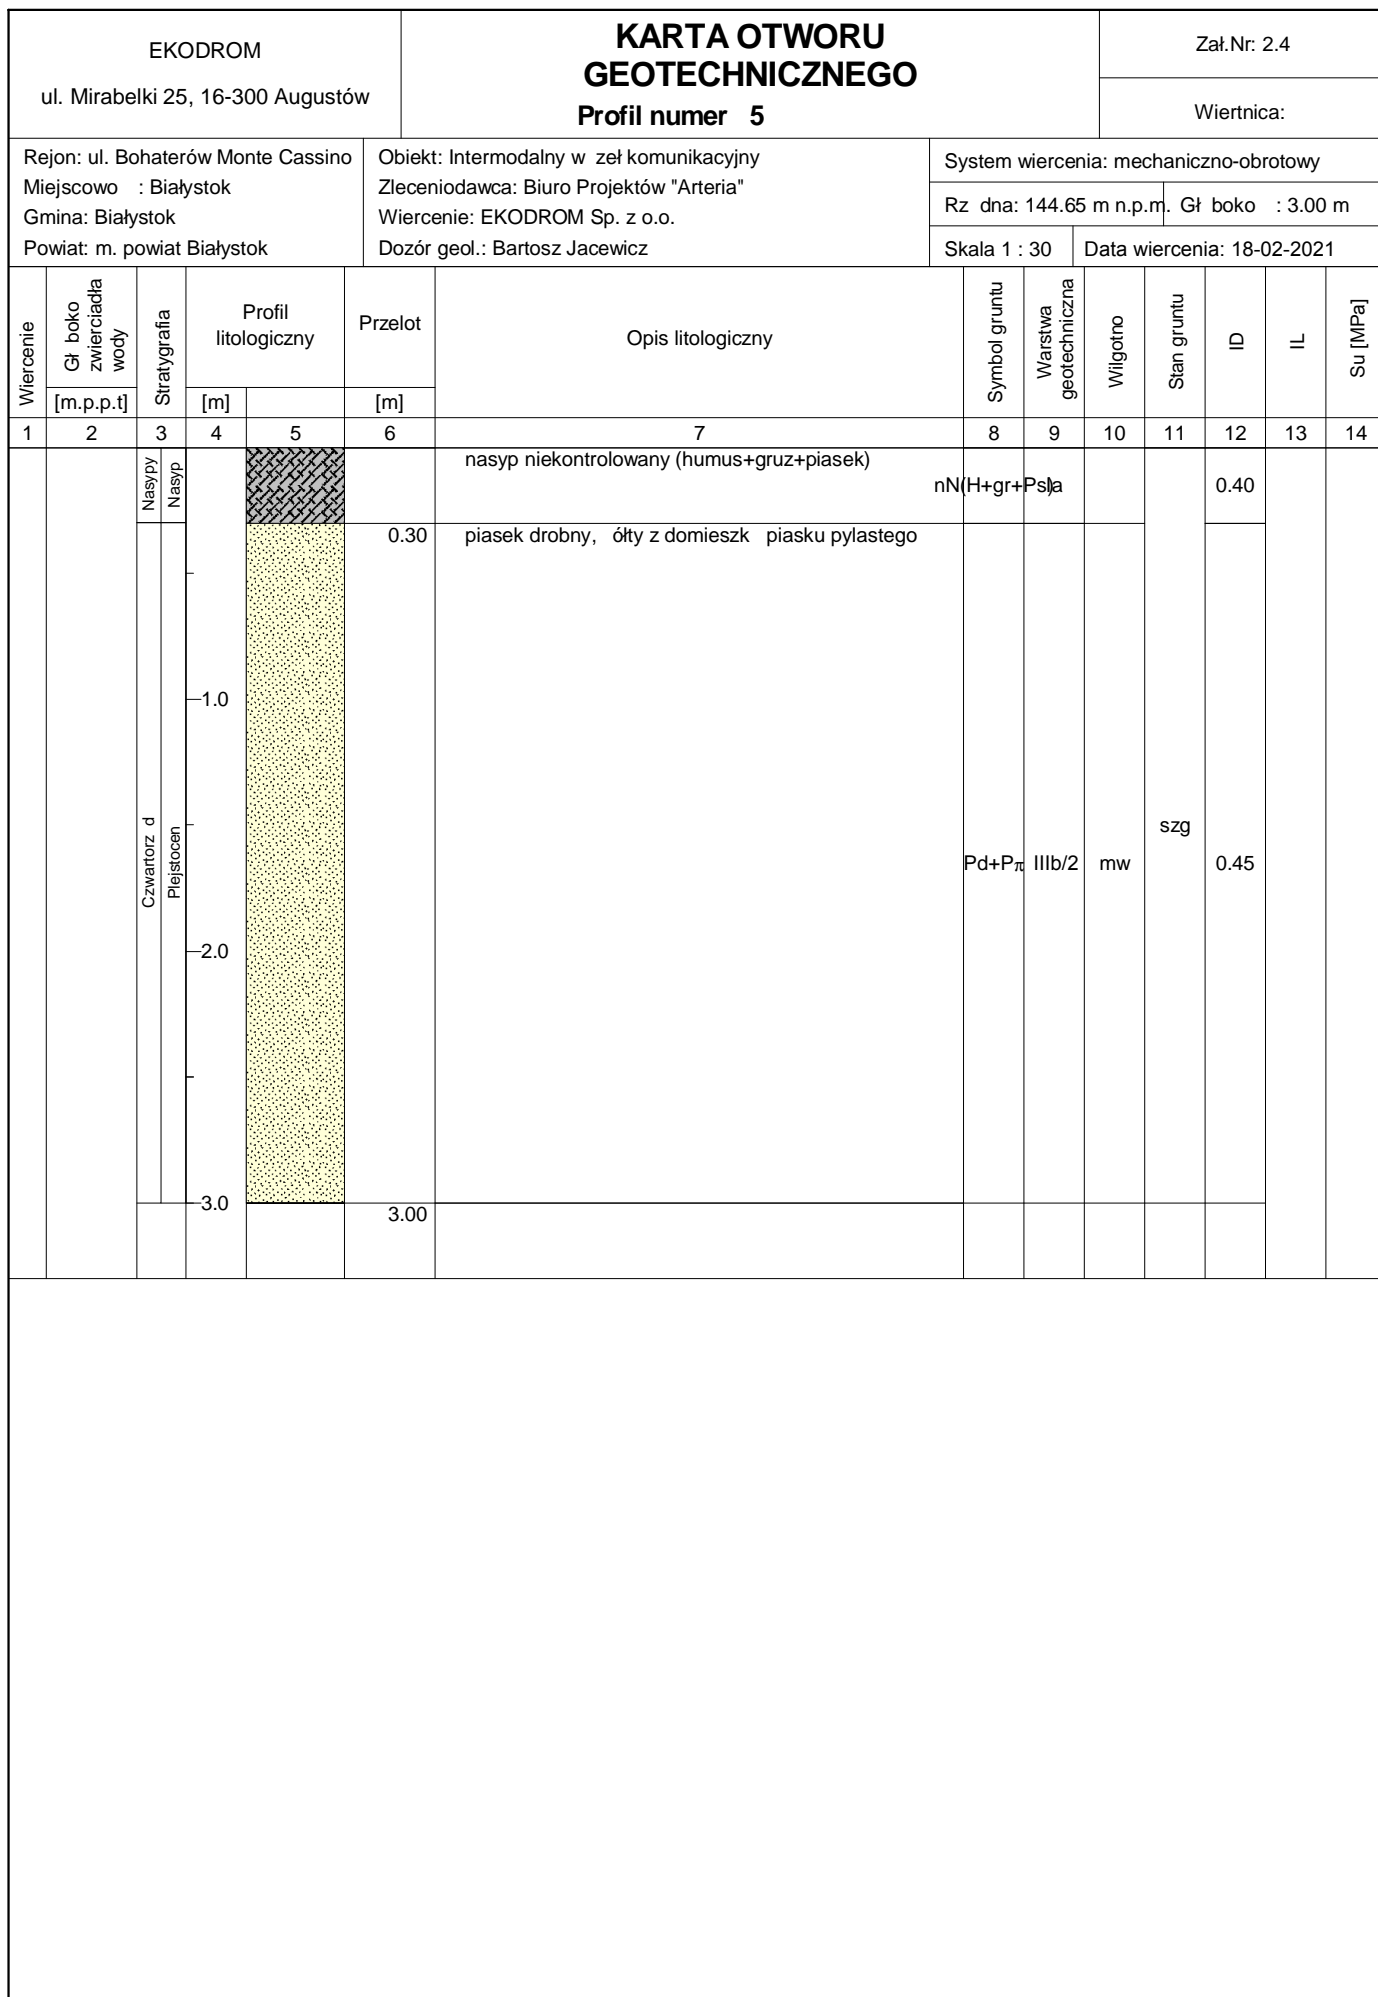 EKODROM
ul. Mirabelki 25, 16-300 Augustów
KARTA OTWORU
GEOTECHNICZNEGO
Profil numer 5
Zał.Nr: 2.4
Wiertnica:
Rejon: ul. Bohaterów Monte Cassino
Miejscowo : Białystok
Gmina: Białystok
Powiat: m. powiat Białystok
Obiekt: Intermodalny w zeł komunikacyjny
Zleceniodawca: Biuro Projektów "Arteria"
Wiercenie: EKODROM Sp. z o.o.
Dozór geol.: Bartosz Jacewicz
System wiercenia: mechaniczno-obrotowy
Rz dna: 144.65 m n.p.m. Gł boko : 3.00 m
Skala 1 : 30 Data wiercenia: 18-02-2021
Wiercenie
Gł boko
zwierciadła
wody
[m.p.p.t]
Stratygrafia
Profil
litologiczny
[m]
Przelot
[m]
Opis litologiczny
Symbol gruntu
Warstwa
geotechniczna
Wilgotno
Stan gruntu
ID
IL
Su [MPa]
1 2 3 4 5 6 7 8 9 10 11 12 13 14
Nasypy
Nasyp
nasyp niekontrolowany (humus+gruz+piasek)
nN(H+gr+Ps)
0.40
0.30
piasek drobny, ółty z domieszk piasku pylastego
1.0
Czwartorz d
Plejstocen
szg
Pd+Pπ IIIb/2 mw 0.45
2.0
3.0
3.00